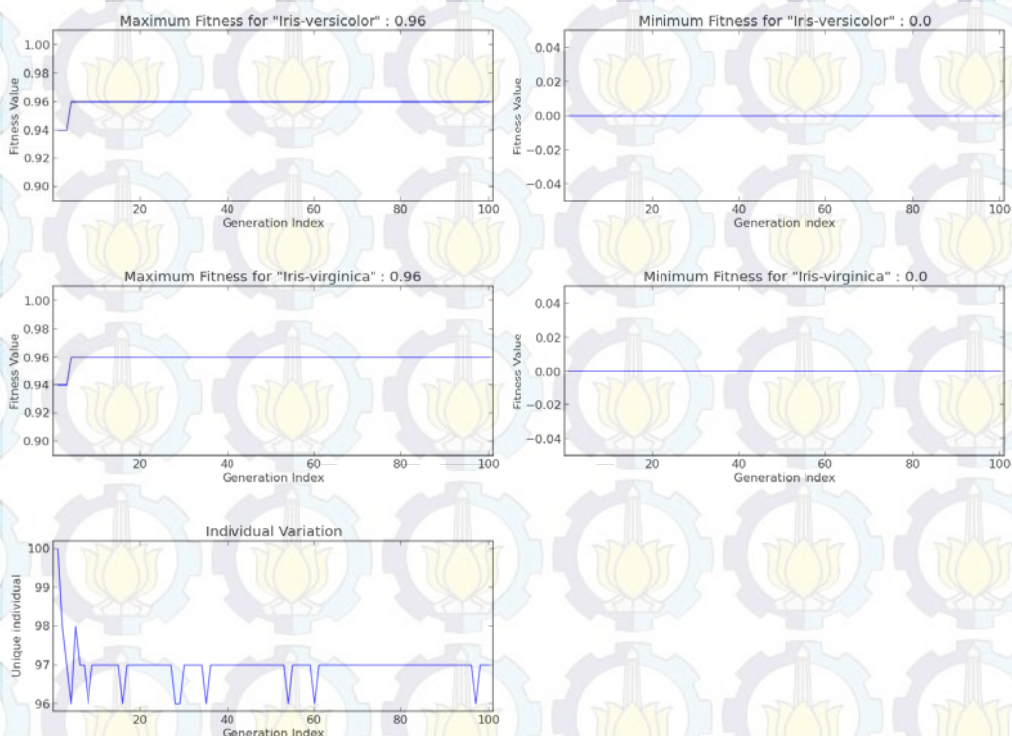 Maximum Fitness for "Iris-versicolor" : 0.96
1.00
0.98
0.96
0.94
0.92
0.90
Fitness Value
20 40 60 80 100
Generation Index
Minimum Fitness for "Iris-versicolor" : 0.0
0.04
0.02
0.00
−0.02
−0.04
Fitness Value
20 40 60 80 100
Generation Index
Maximum Fitness for "Iris-virginica" : 0.96
1.00
0.98
0.96
0.94
0.92
0.90
Fitness Value
20 40 60 80 100
Generation Index
Minimum Fitness for "Iris-virginica" : 0.0
0.04
0.02
0.00
−0.02
−0.04
Fitness Value
20 40 60 80 100
Generation Index
Individual Variation
100
99
98
97
96
Unique individual
20 40 60 80 100
Generation Index